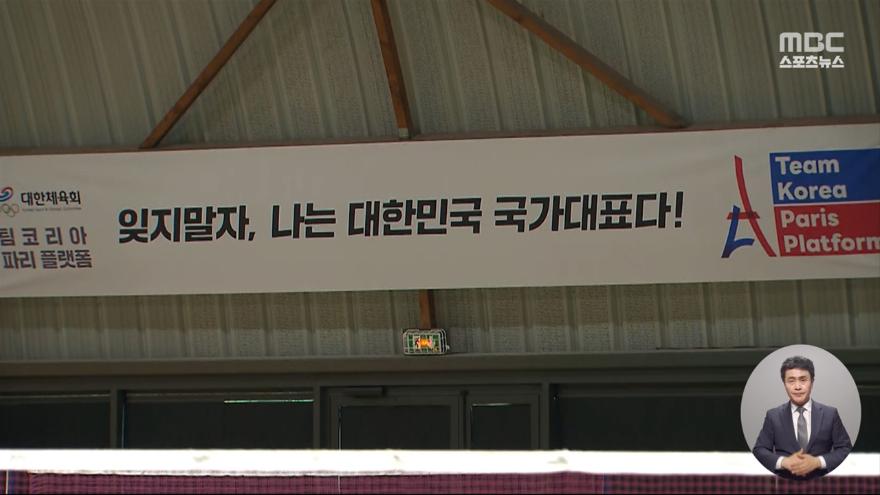 MBC
스포츠뉴스
대한체육회
팀 코리아
파리 플랫폼
잊지말자, 나는 대한민국 국가대표다!
Team
Korea
Paris
Platform